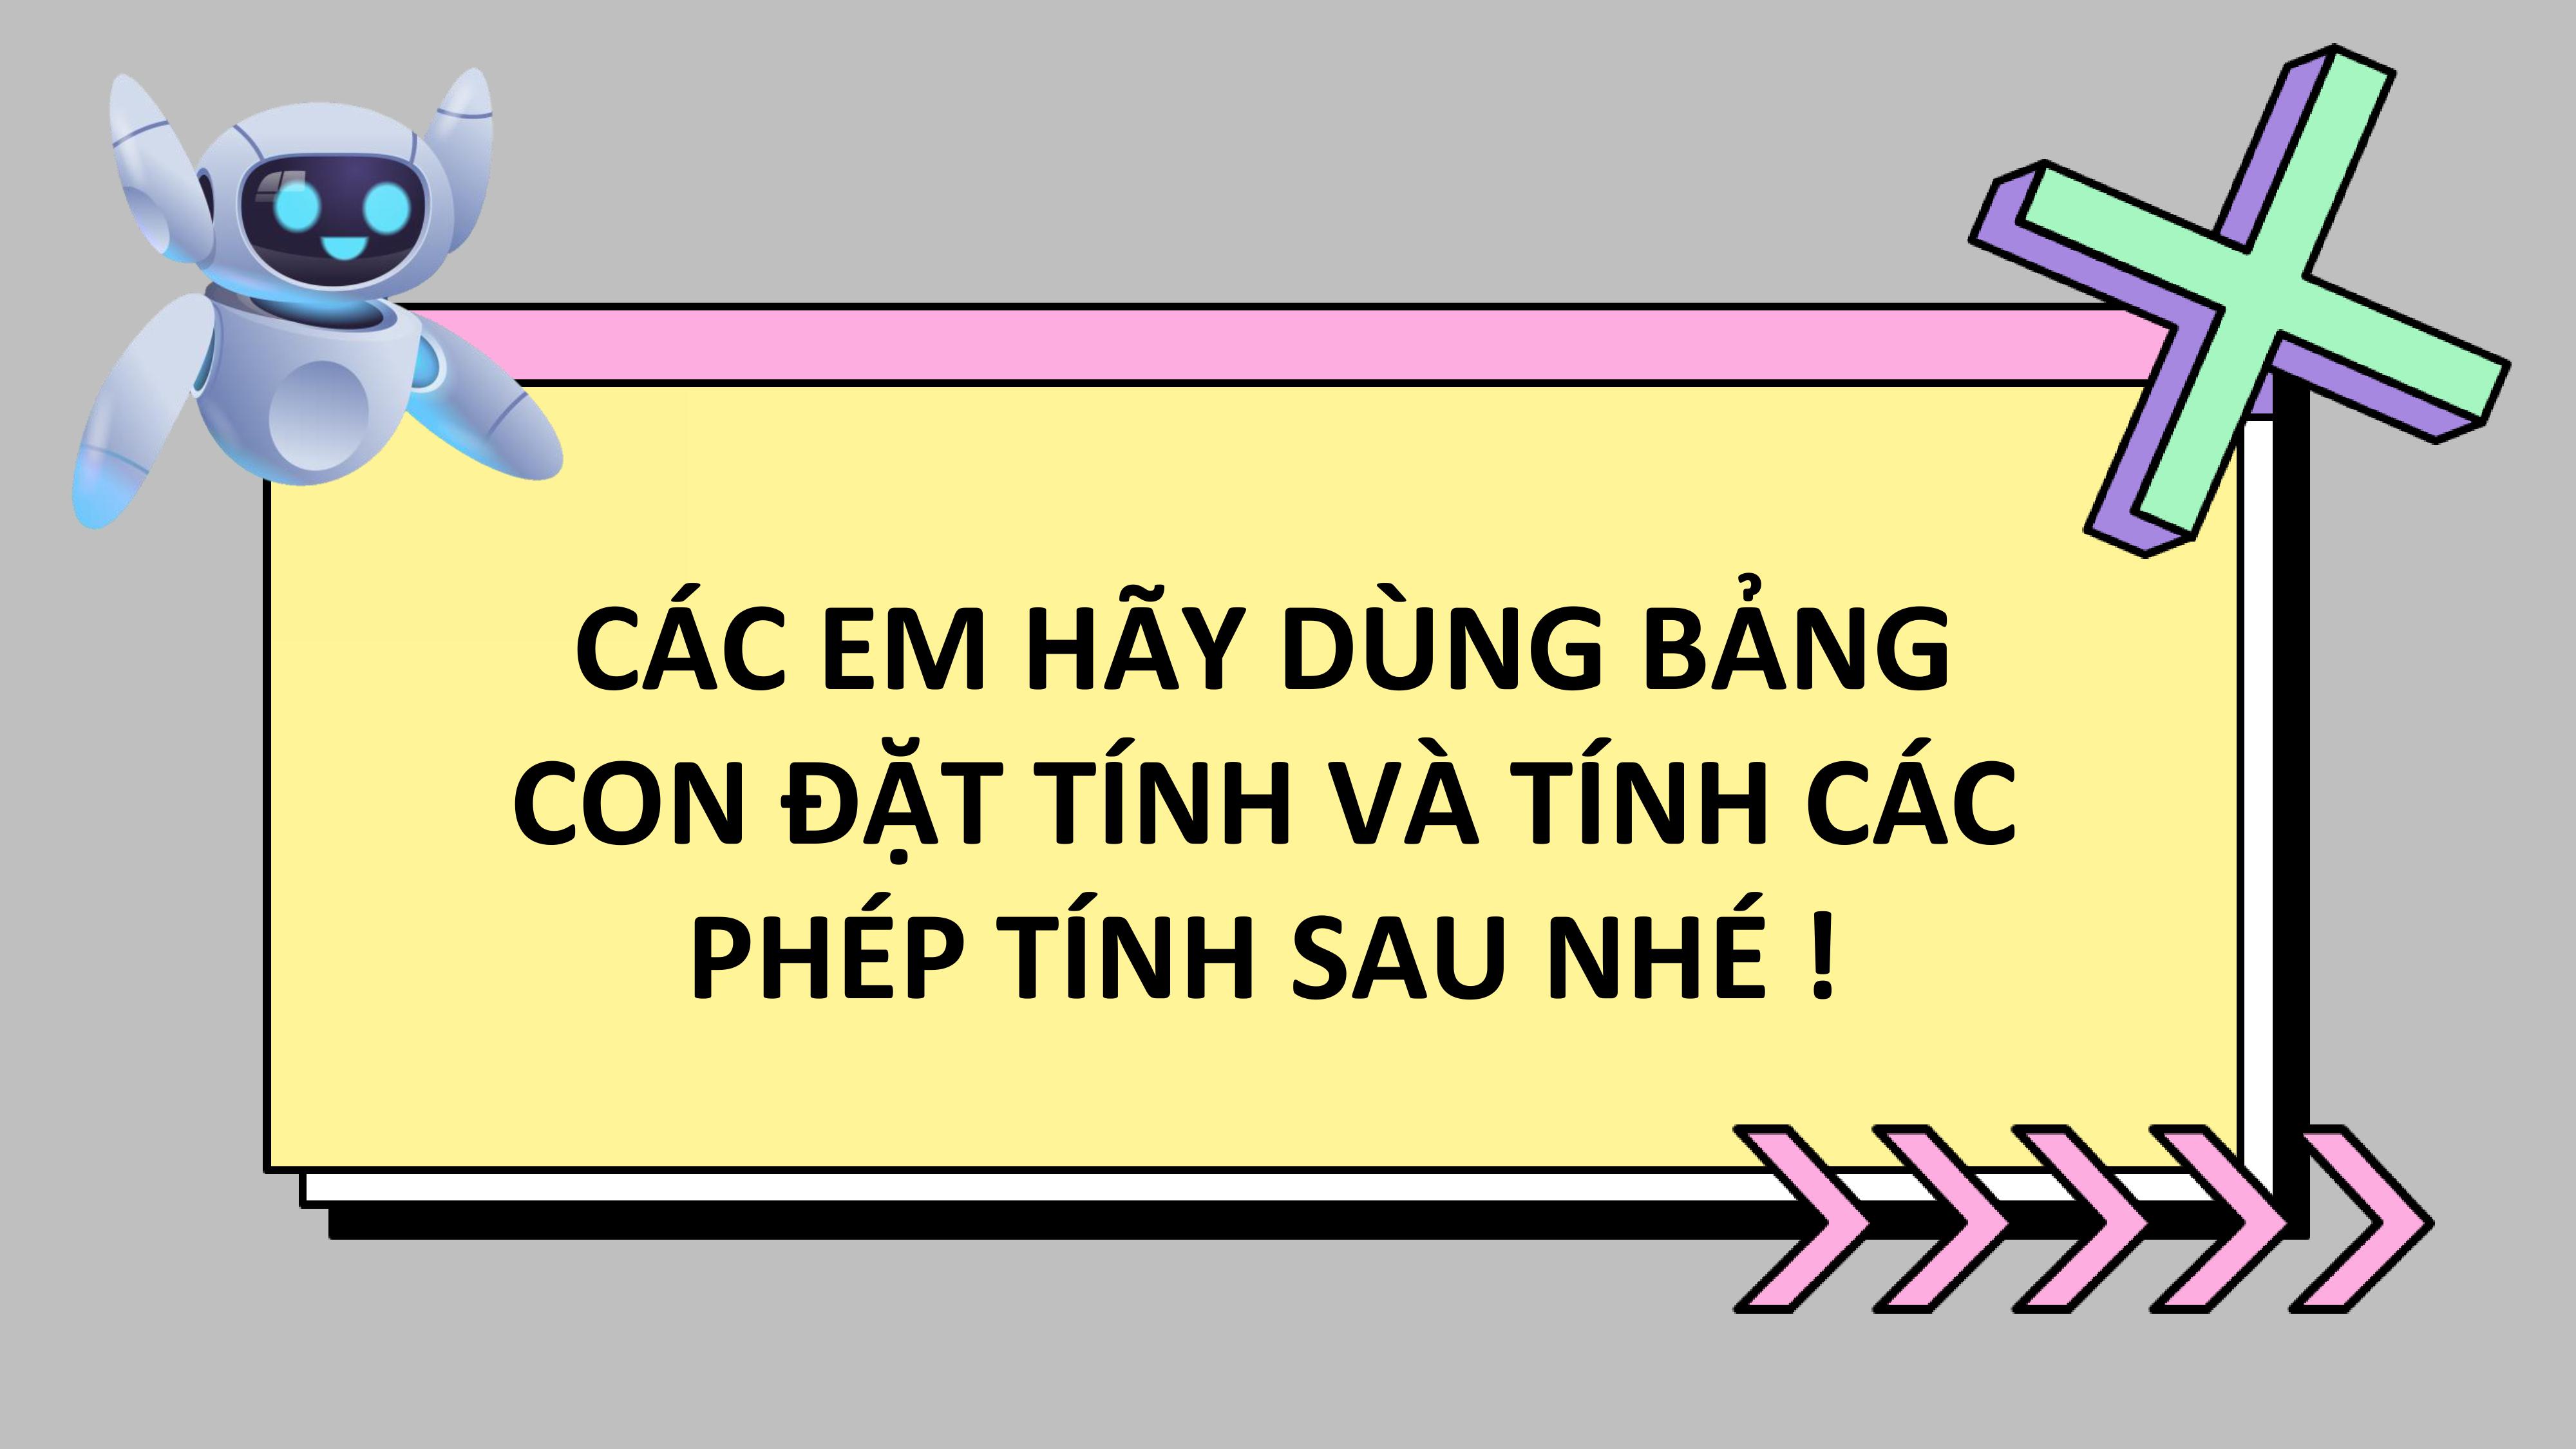 CÁC EM HÃY DÙNG BẢNG
CON ĐẶT TÍNH VÀ TÍNH CÁC
PHÉP TÍNH SAU NHÉ !